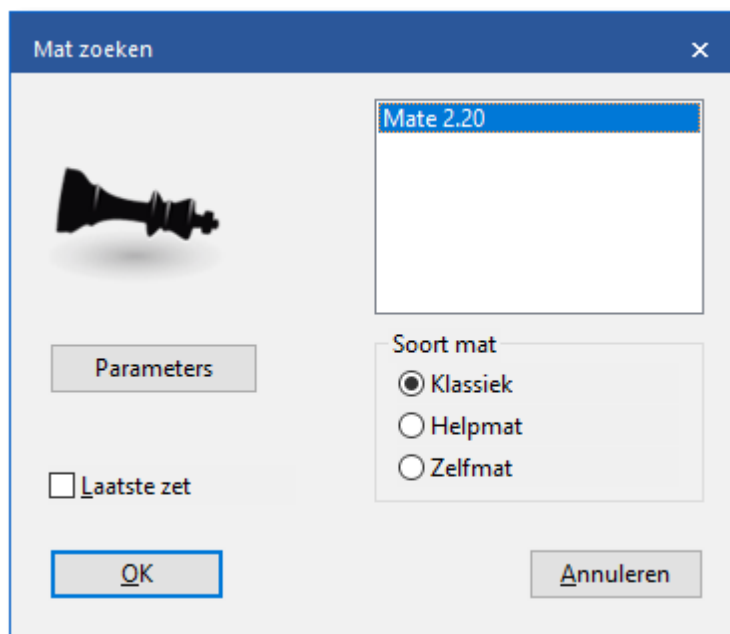 Mat zoeken
Mate 2.20
Parameters
Soort mat
Klassiek
Helpmat
Zelfmat
Laatste zet
OK
Annuleren